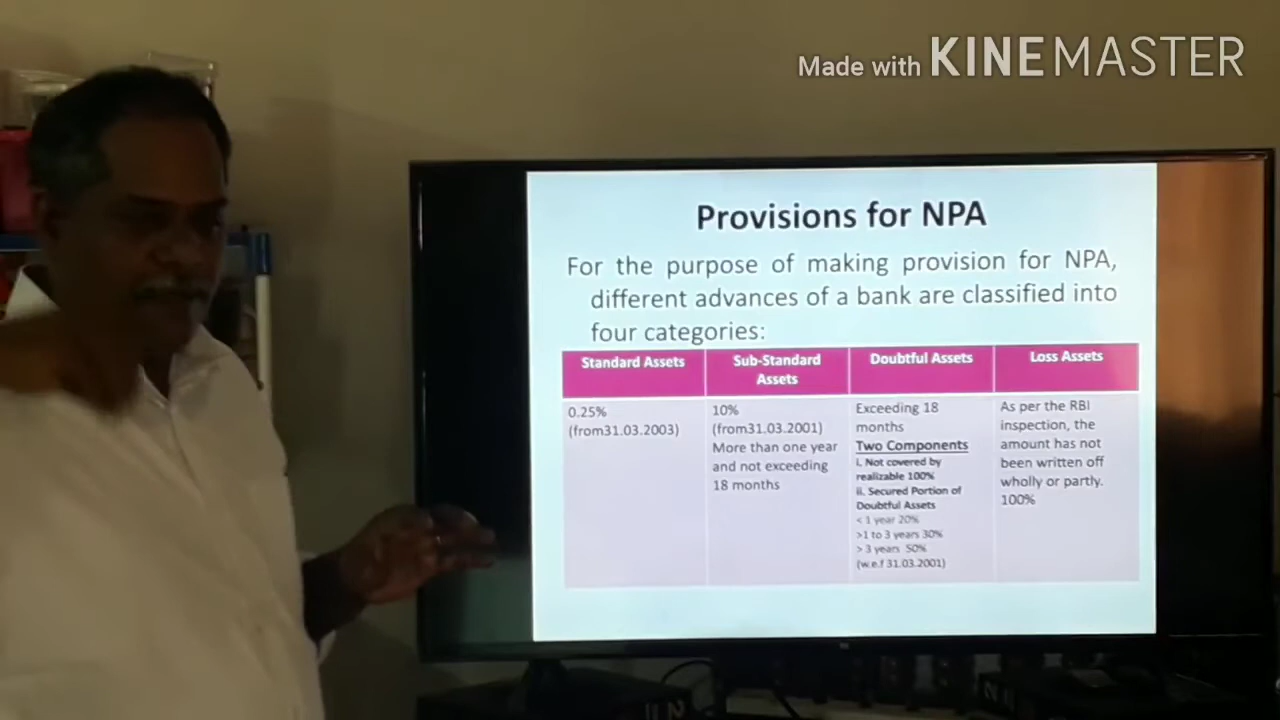 Made with KINEMASTER
Provisions for NPA
For the purpose of making provision for NPA,
different advances of a bank are classified into
four categories:
Standard Assets
0.25%
(from31.03.2003)
Sub-Standard
Assets
10%
(from31.03.2001)
More than one year
and not exceeding
18 months
Doubtful Assets
Exceeding 18
months
Two Components
i. Not covered by
realizable 100%
ii. Secured Portion of
Doubtful Assets
< 1 year 20%
>1 to 3 years 30%
> 3 years 50%
(w.e.f 31.03.2001)
Loss Assets
As per the RBI
inspection, the
amount has not
been written off
wholly or partly.
100%